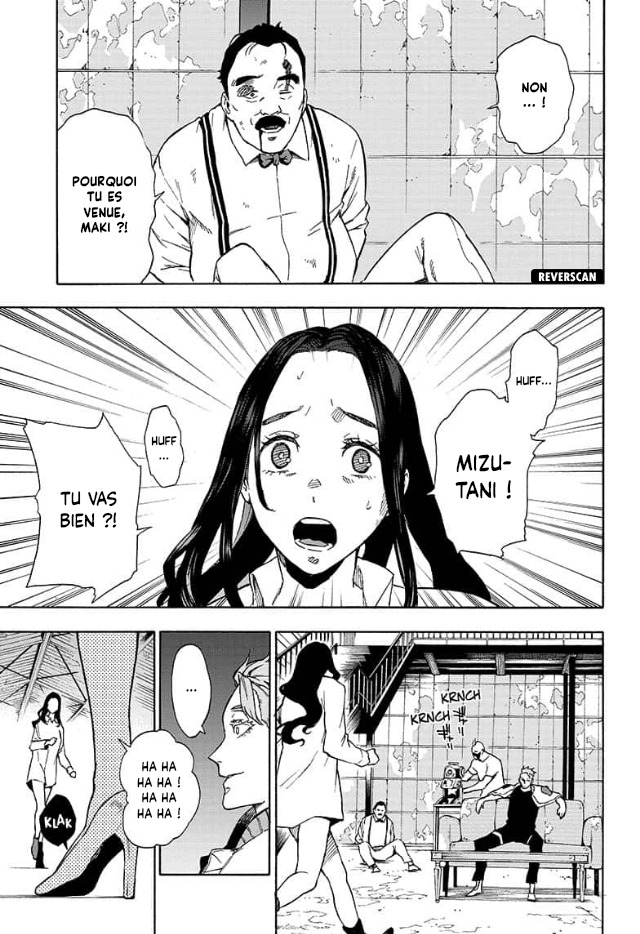 NON
... !
POURQUOI
TU ES
VENUE,
MAKI ?!
REVERSCAN
HUFF...
MIZU-
TANI !
HUFF
...
TU VAS
BIEN ?!
KRNCH
KRNCH
...
HA HA
HA HA !
HA HA
HA HA !
KLAK